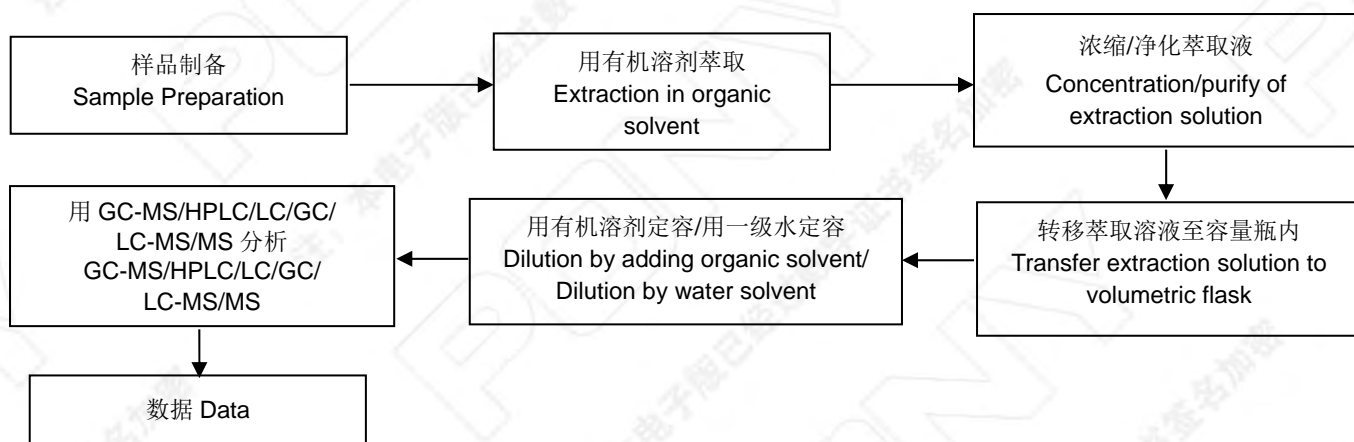 样品制备
Sample Preparation
用有机溶剂萃取
Extraction in organic
solvent
浓缩/净化萃取液
Concentration/purify of
extraction solution
转移萃取溶液至容量瓶内
Transfer extraction solution to
volumetric flask
用有机溶剂定容/用一级水定容
Dilution by adding organic solvent/
Dilution by water solvent
用 GC-MS/HPLC/LC/GC/
LC-MS/MS 分析
GC-MS/HPLC/LC/GC/
LC-MS/MS
数据 Data